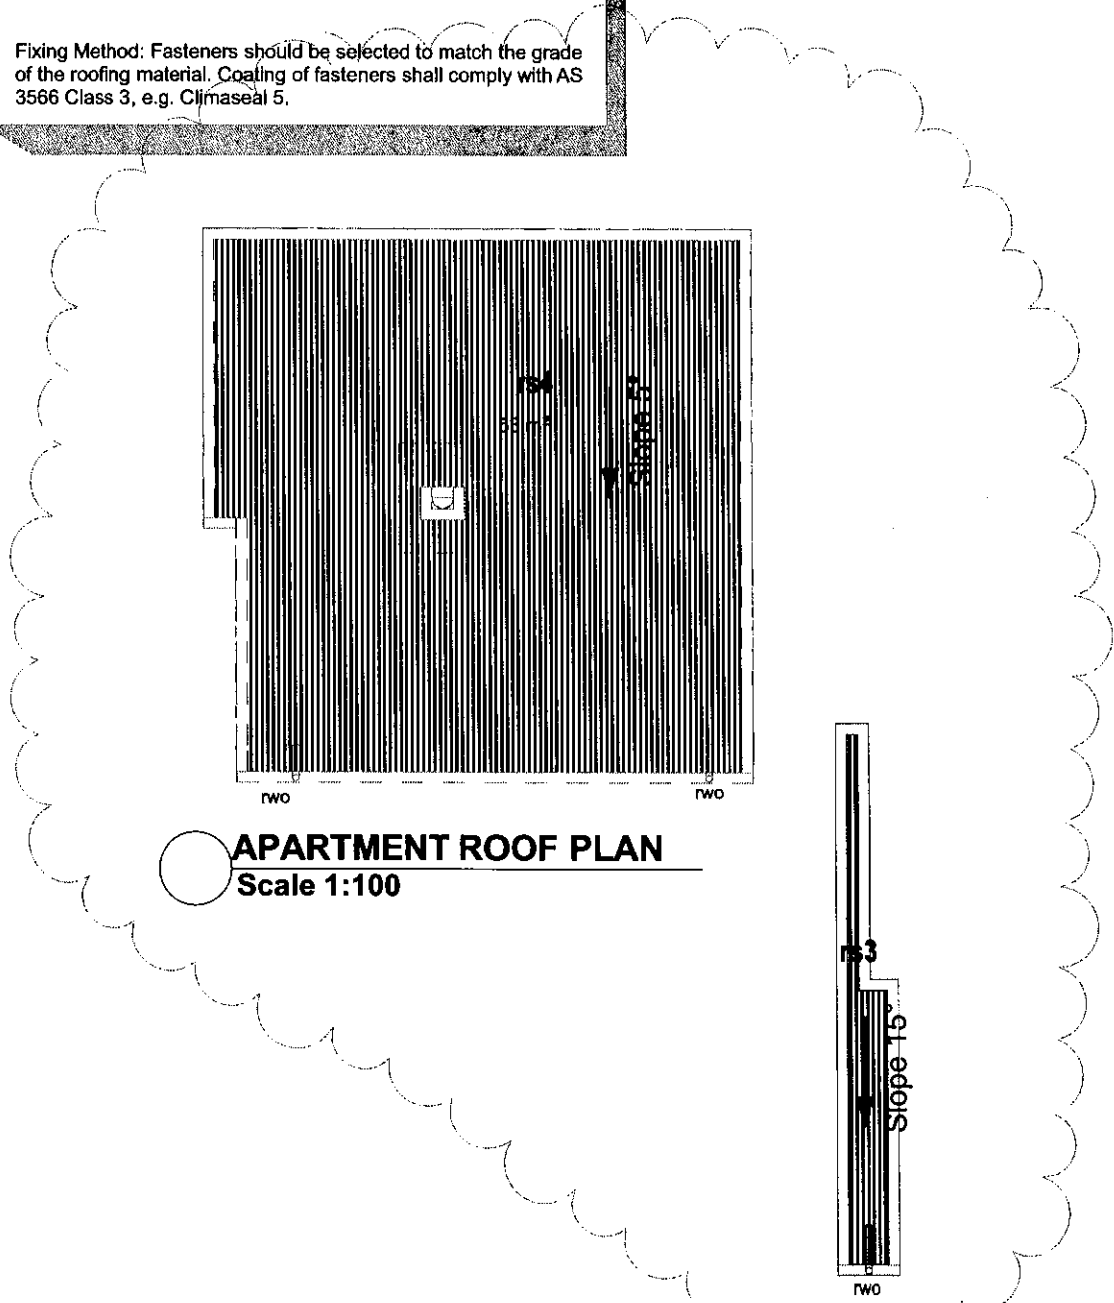 Fixing Method: Fasteners should be selected to match the grade
of the roofing material. Coating of fasteners shall comply with AS
3566 Class 3, e.g. Climaseal 5.
rs4
Slope 5°
rwo
rwo
APARTMENT ROOF PLAN
Scale 1:100
rs3
Slope 15°
rwo